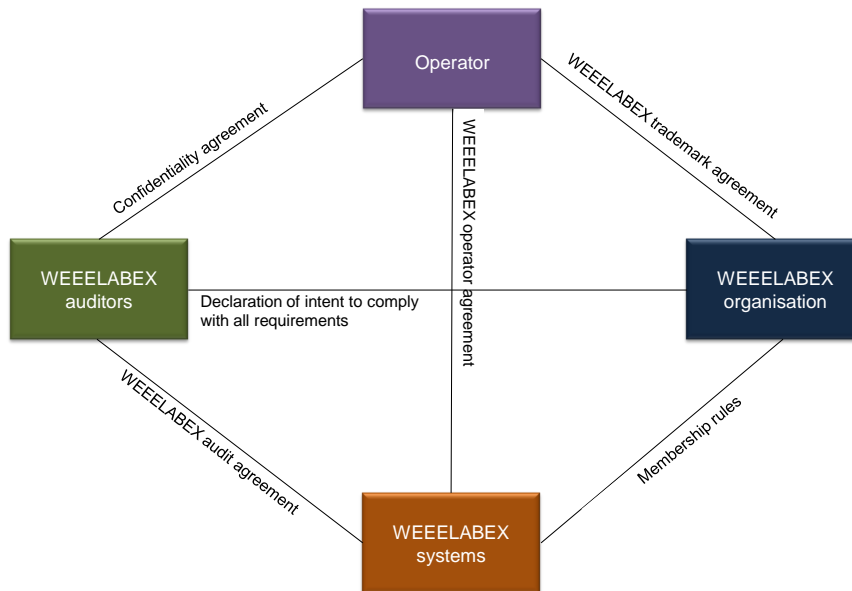 Operator
Confidentiality agreement
WEEELABEX trademark agreement
WEEELABEX operator agreement
WEEELABEX
auditors
WEEELABEX
organisation
Declaration of intent to comply
with all requirements
WEEELABEX audit agreement
Membership rules
WEEELABEX
systems